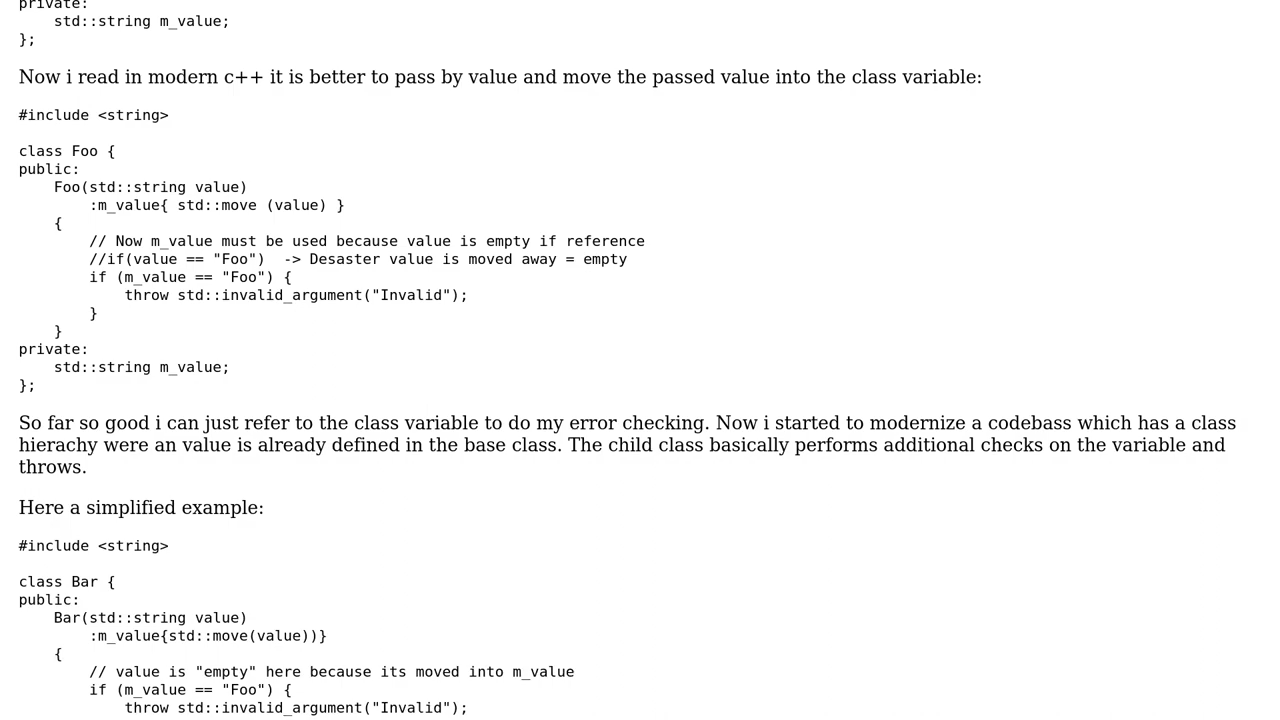 private:
    std::string m_value;
};
Now i read in modern c++ it is better to pass by value and move the passed value into the class variable:
#include <string>
class Foo {
public:
    Foo(std::string value)
        :m_value{ std::move (value) }
    {
        // Now m_value must be used because value is empty if reference
        //if(value == "Foo")  -> Desaster value is moved away = empty
        if (m_value == "Foo") {
            throw std::invalid_argument("Invalid");
        }
    }
private:
    std::string m_value;
};
So far so good i can just refer to the class variable to do my error checking. Now i started to modernize a codebass which has a class
hierachy were an value is already defined in the base class. The child class basically performs additional checks on the variable and
throws.
Here a simplified example:
#include <string>
class Bar {
public:
    Bar(std::string value)
        :m_value{std::move(value))}
    {
        // value is "empty" here because its moved into m_value
        if (m_value == "Foo") {
            throw std::invalid_argument("Invalid");